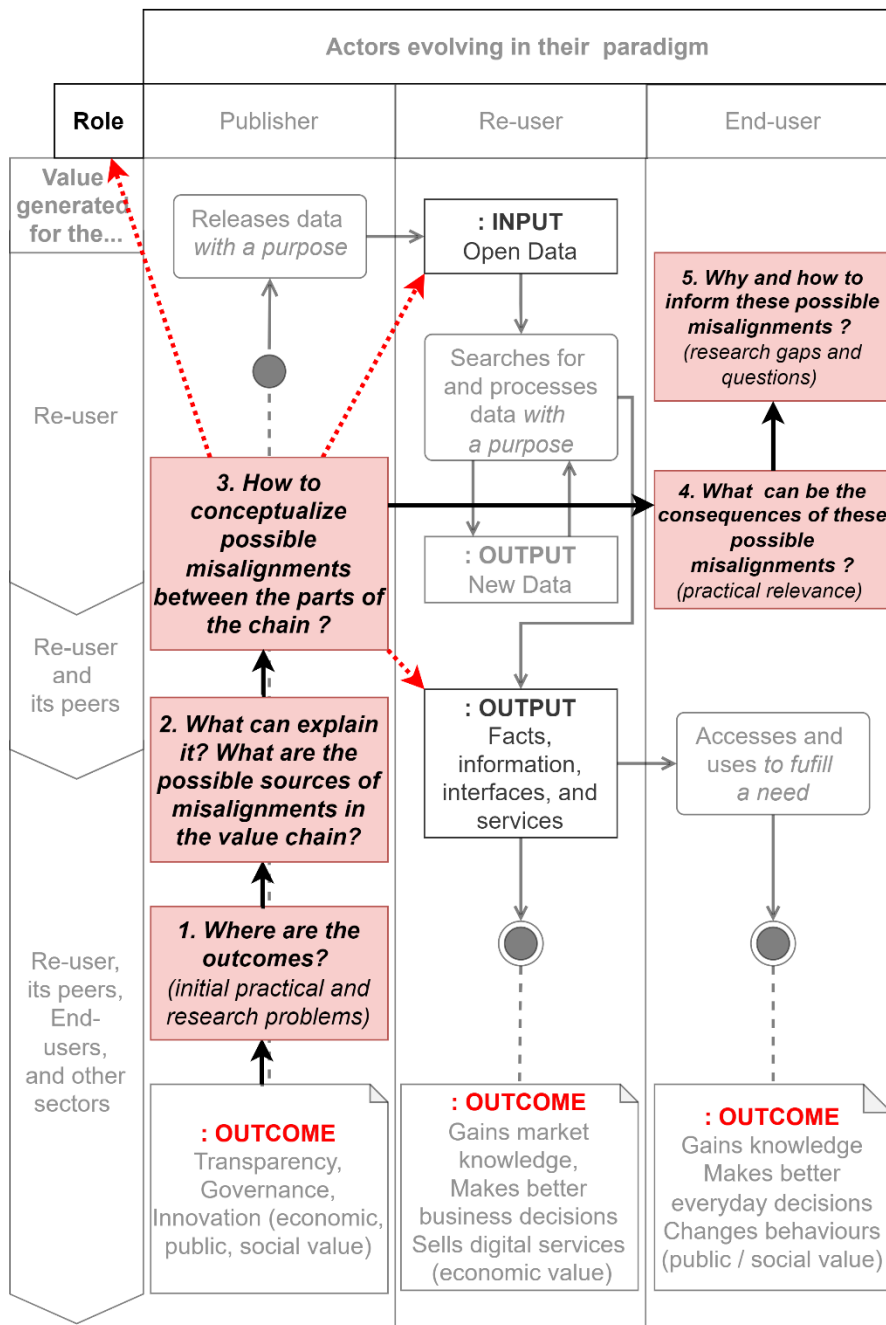 Actors evolving in their paradigm
Role
Publisher
Re-user
End-user
Value
generated
for the...
Releases data
with a purpose
: INPUT
Open Data
5. Why and how to
inform these possible
misalignments ?
(research gaps and
questions)
Searches for
and processes
data with
a purpose
Re-user
3. How to
conceptualize
possible
misalignments
between the parts
of the chain ?
4. What can be the
consequences of these
possible
misalignments ?
(practical relevance)
: OUTPUT
New Data
Re-user
and
its peers
2. What can explain
it? What are the
possible sources of
misalignments in
the value chain?
: OUTPUT
Facts,
information,
interfaces, and
services
Accesses and
uses to fufill
a need
1. Where are the
outcomes?
(initial practical and
research problems)
Re-user,
its peers,
End-
users,
and other
sectors
: OUTCOME
Transparency,
Governance,
Innovation (economic,
public, social value)
: OUTCOME
Gains market
knowledge,
Makes better
business decisions
Sells digital services
(economic value)
: OUTCOME
Gains knowledge
Makes better
everyday decisions
Changes behaviours
(public / social value)